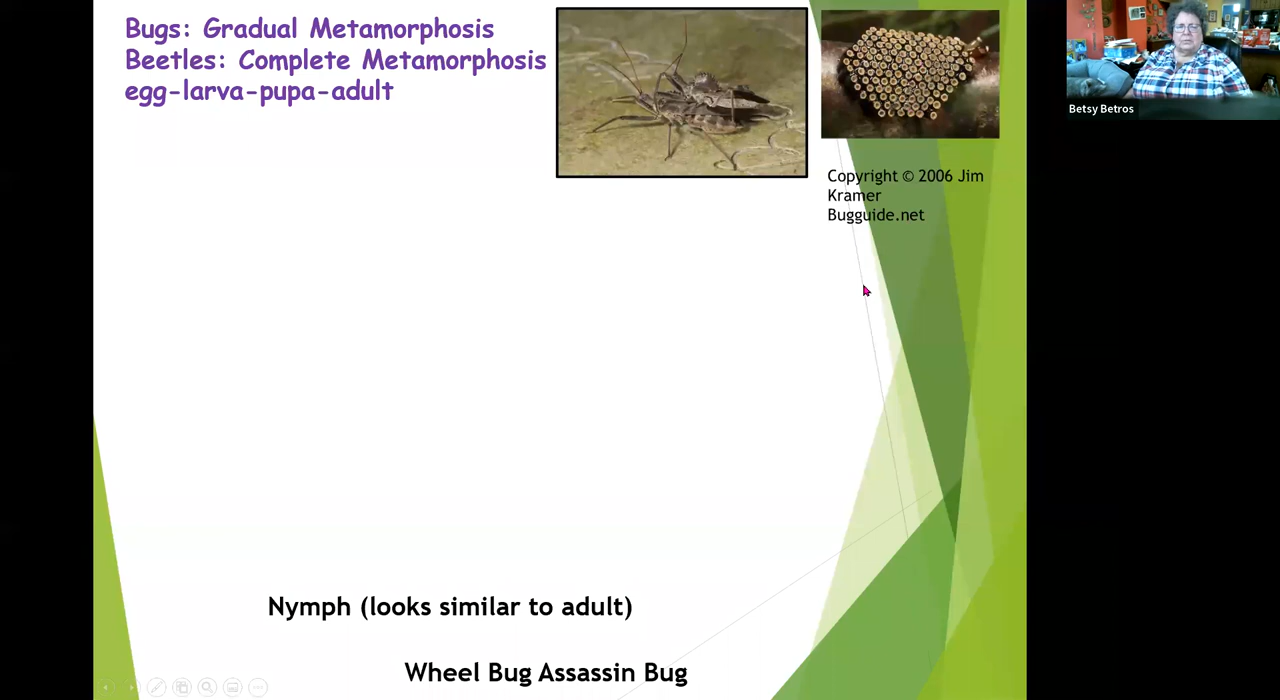 Bugs: Gradual Metamorphosis
Beetles: Complete Metamorphosis
egg-larva-pupa-adult
Betsy Betros
Copyright © 2006 Jim
Kramer
Bugguide.net
Nymph (looks similar to adult)
Wheel Bug Assassin Bug